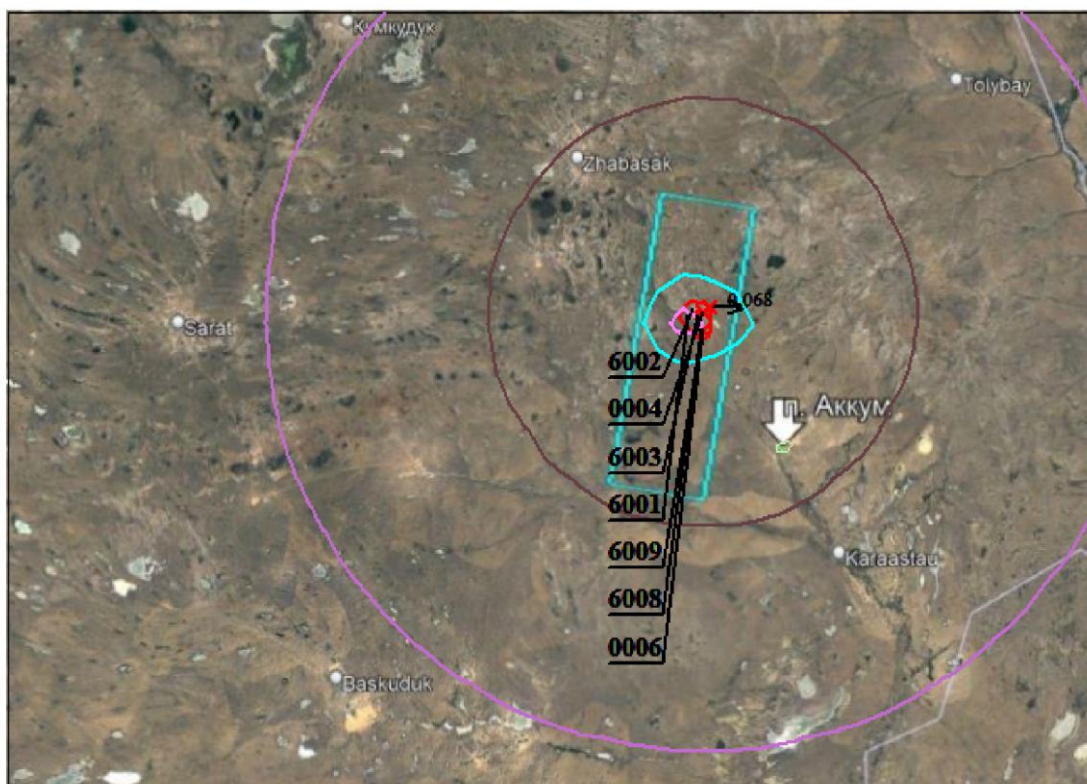 Кумкудук
Tolybay
Zhabasak
0.068
Sarat
6002
0004
п. Аккум
6003
6001
6009
Karaastau
6008
0006
Baskuduk